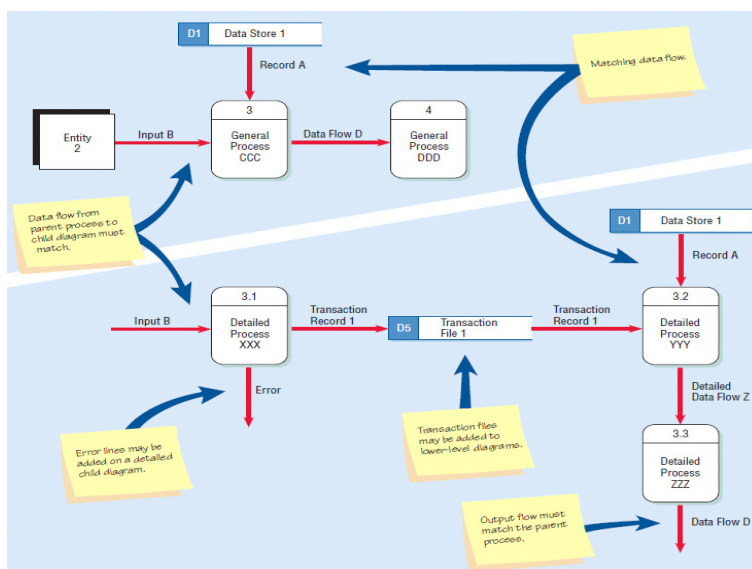 D1 Data Store 1
Record A
Matching data flow.
3
General
Process
CCC
4
General
Process
DDD
Entity
2
Input B
Data Flow D
Data flow from
parent process to
child diagram must
match.
D1 Data Store 1
Record A
3.1
Detailed
Process
XXX
Input B
Transaction
Record 1
D5 Transaction
File 1
Transaction
Record 1
3.2
Detailed
Process
YYY
Error
Detailed
Data Flow Z
Error lines may be
added on a detailed
child diagram.
Transaction files
may be added to
lower-level diagrams.
3.3
Detailed
Process
ZZZ
Output flow must
match the parent
process.
Data Flow D